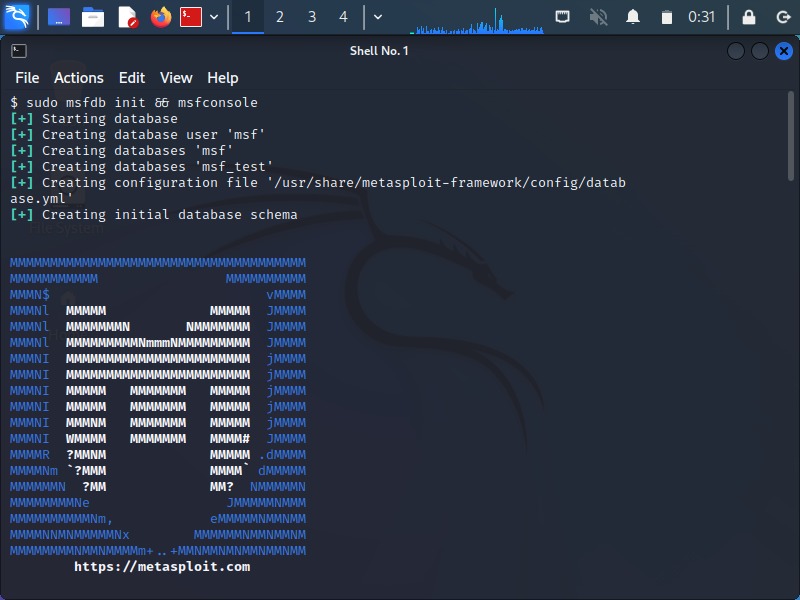 1 2 3 4 0:31
Shell No. 1
File Actions Edit View Help
$ sudo msfdb init && msfconsole
[+] Starting database
[+] Creating database user 'msf'
[+] Creating databases 'msf'
[+] Creating databases 'msf_test'
[+] Creating configuration file '/usr/share/metasploit-framework/config/datab
ase.yml'
[+] Creating initial database schema
MMMMMMMMMMMMMMMMMMMMMMMMMMMMMMMMMMMMM
MMMMMMMMMMM                MMMMMMMMMM
MMMN$                           vMMMM
MMMNl  MMMMM             MMMMM  JMMMM
MMMNl  MMMMMMMN       NMMMMMMM  JMMMM
MMMNl  MMMMMMMMMNmmmNMMMMMMMMM  JMMMM
MMMNI  MMMMMMMMMMMMMMMMMMMMMMM  jMMMM
MMMNI  MMMMMMMMMMMMMMMMMMMMMMM  jMMMM
MMMNI  MMMMM   MMMMMMM   MMMMM  jMMMM
MMMNI  MMMMM   MMMMMMM   MMMMM  jMMMM
MMMNI  MMMNM   MMMMMMM   MMMMM  jMMMM
MMMNI  WMMMM   MMMMMMM   MMMM#  JMMMM
MMMMR  ?MMNM             MMMMM .dMMMM
MMMMNm `?MMM             MMMM` dMMMMM
MMMMMMN  ?MM             MM?  NMMMMMN
MMMMMMMMNe                 JMMMMMNMMM
MMMMMMMMMMNm,            eMMMMMNMMNMM
MMMMNNMNMMMMMNx        MMMMMMNMMNMMNM
MMMMMMMMNMMNMMMMm+..+MMNMMNMNMMNMMNMM
https://metasploit.com